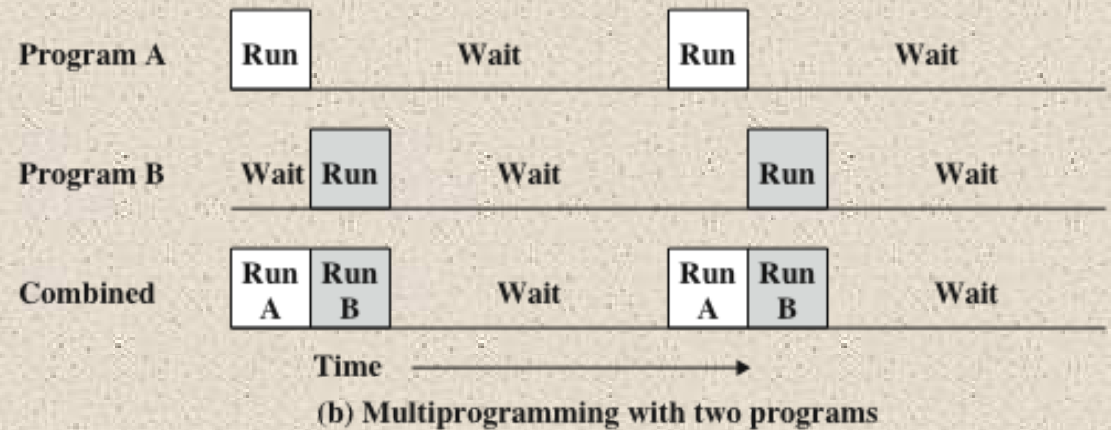 Program A Run Wait Run Wait
Program B Wait Run Wait Run Wait
Combined Run A Run B Wait Run A Run B Wait
Time
(b) Multiprogramming with two programs